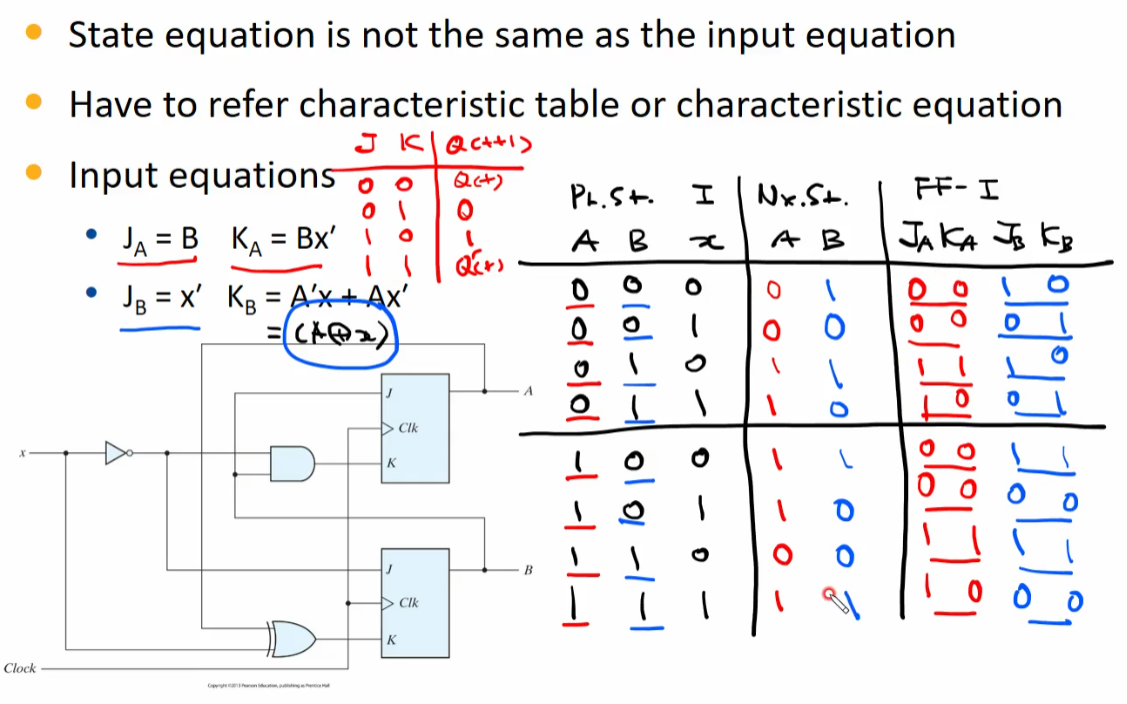 • State equation is not the same as the input equation
• Have to refer characteristic table or characteristic equation
• Input equations
J K Q(t+1)
0 0 Q(t)
0 1 0
1 0 1
1 1 Q'(t)
• J_A = B K_A = Bx′
• J_B = x′ K_B = A′x + Ax′
= (A⊕x)
Pr.St. I Nx.St. FF-I
A B x A B J_A K_A J_B K_B
0 0 0 0 1 0 0 1 0
0 0 1 0 0 0 0 0 1
0 1 0 1 1 1 1 1 0
0 1 1 1 0 1 0 0 1
1 0 0 1 1 0 0 1 1
1 0 1 1 0 0 0 0 0
1 1 0 0 0 1 1 1 1
1 1 1 1 1 1 0 0 0
J
A
Clk
x
K
J
B
Clk
K
Clock
Copyright ©2013 Pearson Education, publishing as Prentice Hall